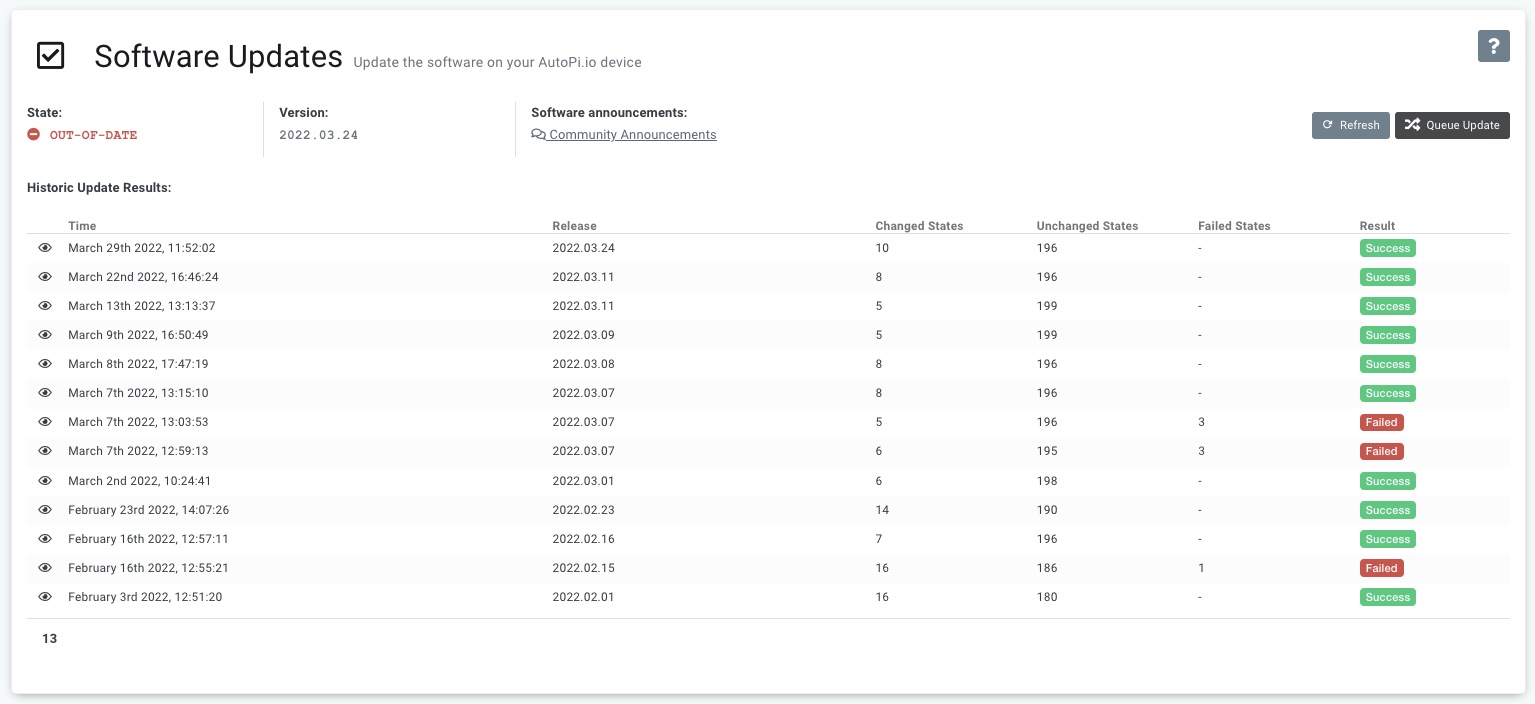 Software Updates Update the software on your AutoPi.io device ?
State: Version: Software announcements:
OUT-OF-DATE 2022.03.24 Community Announcements Refresh Queue Update
Historic Update Results:
Time Release Changed States Unchanged States Failed States Result
March 29th 2022, 11:52:02 2022.03.24 10 196 - Success
March 22nd 2022, 16:46:24 2022.03.11 8 196 - Success
March 13th 2022, 13:13:37 2022.03.11 5 199 - Success
March 9th 2022, 16:50:49 2022.03.09 5 199 - Success
March 8th 2022, 17:47:19 2022.03.08 8 196 - Success
March 7th 2022, 13:15:10 2022.03.07 8 196 - Success
March 7th 2022, 13:03:53 2022.03.07 5 196 3 Failed
March 7th 2022, 12:59:13 2022.03.07 6 195 3 Failed
March 2nd 2022, 10:24:41 2022.03.01 6 198 - Success
February 23rd 2022, 14:07:26 2022.02.23 14 190 - Success
February 16th 2022, 12:57:11 2022.02.16 7 196 - Success
February 16th 2022, 12:55:21 2022.02.15 16 186 1 Failed
February 3rd 2022, 12:51:20 2022.02.01 16 180 - Success
13